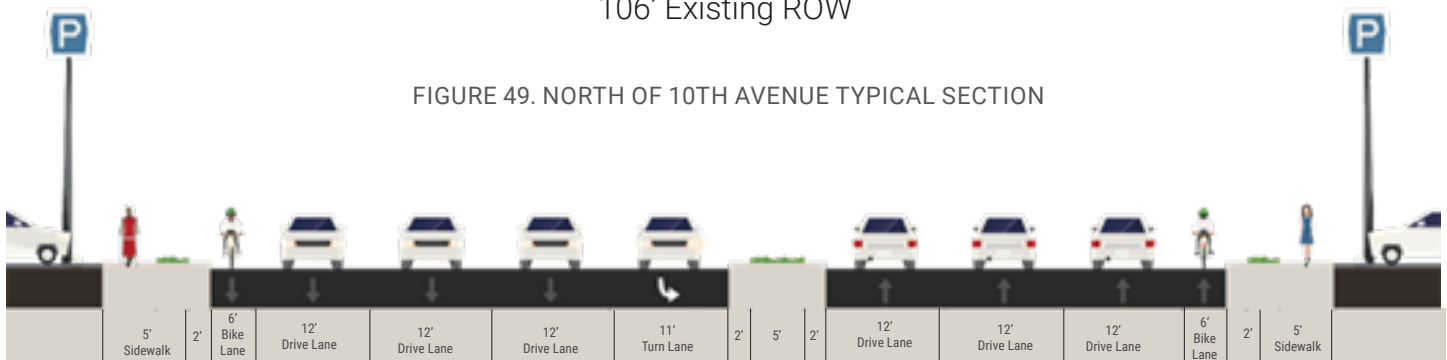 106' Existing ROW
P
P
FIGURE 49. NORTH OF 10TH AVENUE TYPICAL SECTION
5'
Sidewalk
2'
6'
Bike
Lane
12'
Drive Lane
12'
Drive Lane
12'
Drive Lane
11'
Turn Lane
2'
5'
2'
12'
Drive Lane
12'
Drive Lane
12'
Drive Lane
6'
Bike
Lane
2'
5'
Sidewalk